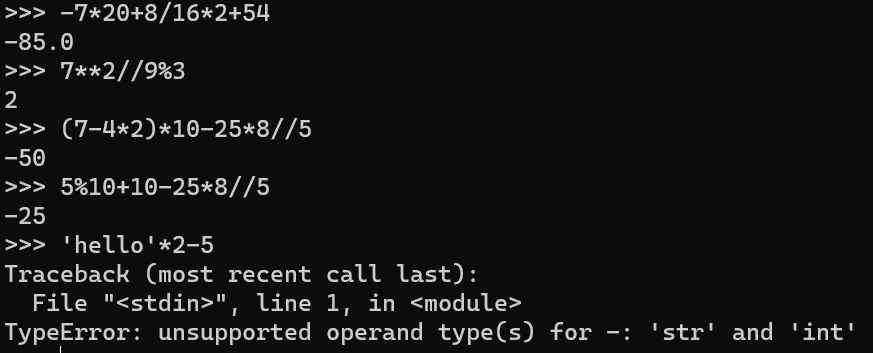 >>> -7*20+8/16*2+54
-85.0
>>> 7**2//9%3
2
>>> (7-4*2)*10-25*8//5
-50
>>> 5%10+10-25*8//5
-25
>>> 'hello'*2-5
Traceback (most recent call last):
  File "<stdin>", line 1, in <module>
TypeError: unsupported operand type(s) for -: 'str' and 'int'